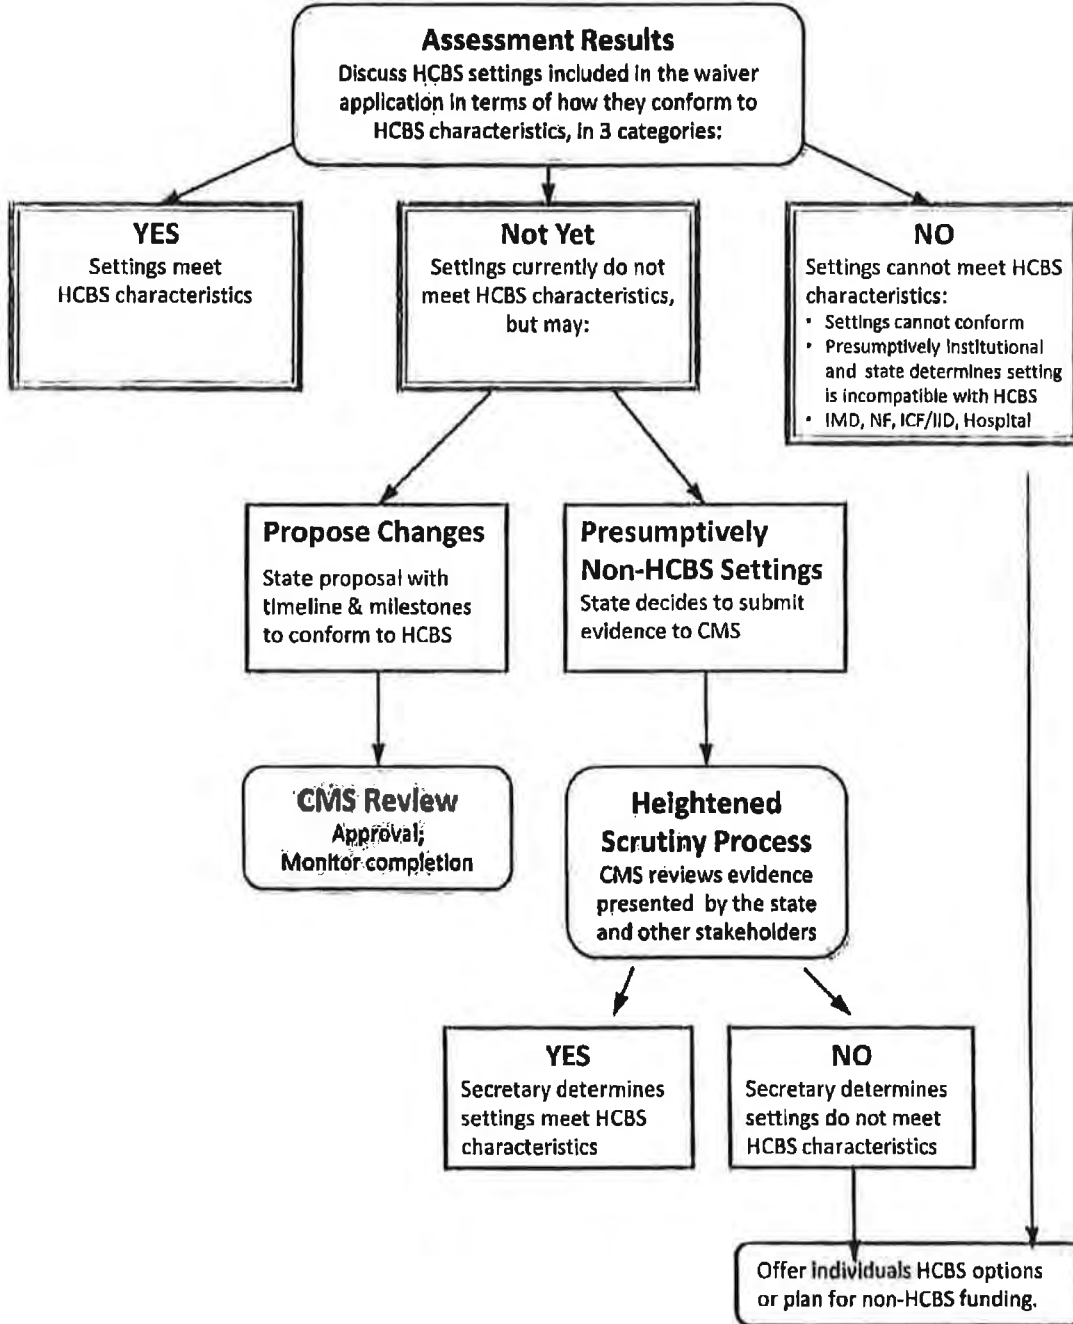 Assessment Results
Discuss HCBS settings included in the waiver
application in terms of how they conform to
HCBS characteristics, in 3 categories:
YES
Settings meet
HCBS characteristics
Not Yet
Settings currently do not
meet HCBS characteristics,
but may:
NO
Settings cannot meet HCBS
characteristics:
• Settings cannot conform
• Presumptively institutional
and state determines setting
is incompatible with HCBS
• IMD, NF, ICF/IID, Hospital
Propose Changes
State proposal with
timeline & milestones
to conform to HCBS
Presumptively
Non-HCBS Settings
State decides to submit
evidence to CMS
CMS Review
Approval;
Monitor completion
Heightened
Scrutiny Process
CMS reviews evidence
presented by the state
and other stakeholders
YES
Secretary determines
settings meet HCBS
characteristics
NO
Secretary determines
settings do not meet
HCBS characteristics
Offer individuals HCBS options
or plan for non-HCBS funding.